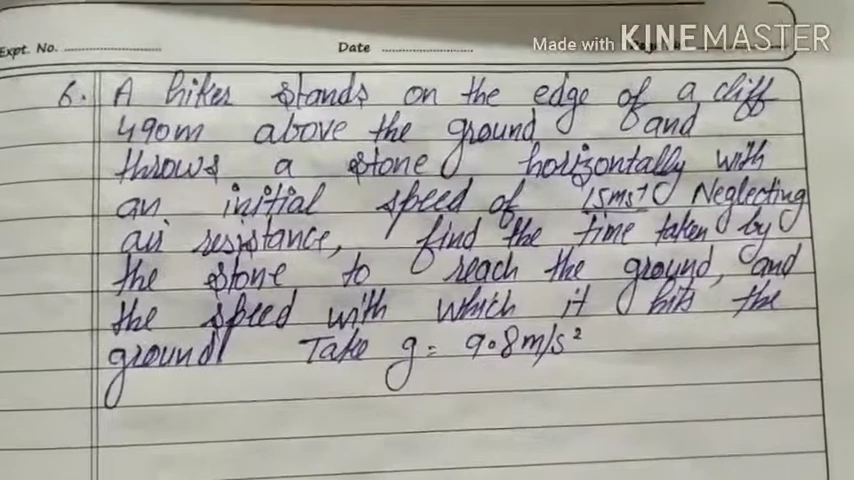 Expt. No.
Date
Made with KINEMASTER
6. A hiker stands on the edge of a cliff
490m above the ground and
throws a stone horizontally with
an initial speed of 15ms⁻¹. Neglecting
air resistance, find the time taken by
the stone to reach the ground, and
the speed with which it hits the
ground. Take g = 9.8m/s²